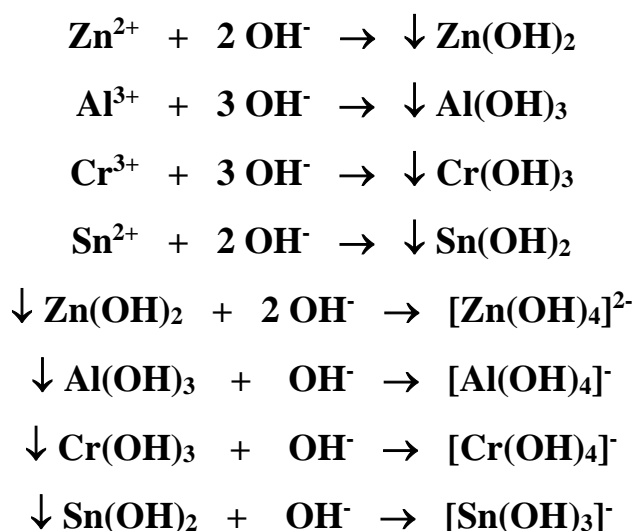 Zn²⁺ + 2 OH⁻ → ↓ Zn(OH)₂
Al³⁺ + 3 OH⁻ → ↓ Al(OH)₃
Cr³⁺ + 3 OH⁻ → ↓ Cr(OH)₃
Sn²⁺ + 2 OH⁻ → ↓ Sn(OH)₂
↓ Zn(OH)₂ + 2 OH⁻ → [Zn(OH)₄]²⁻
↓ Al(OH)₃ + OH⁻ → [Al(OH)₄]⁻
↓ Cr(OH)₃ + OH⁻ → [Cr(OH)₄]⁻
↓ Sn(OH)₂ + OH⁻ → [Sn(OH)₃]⁻